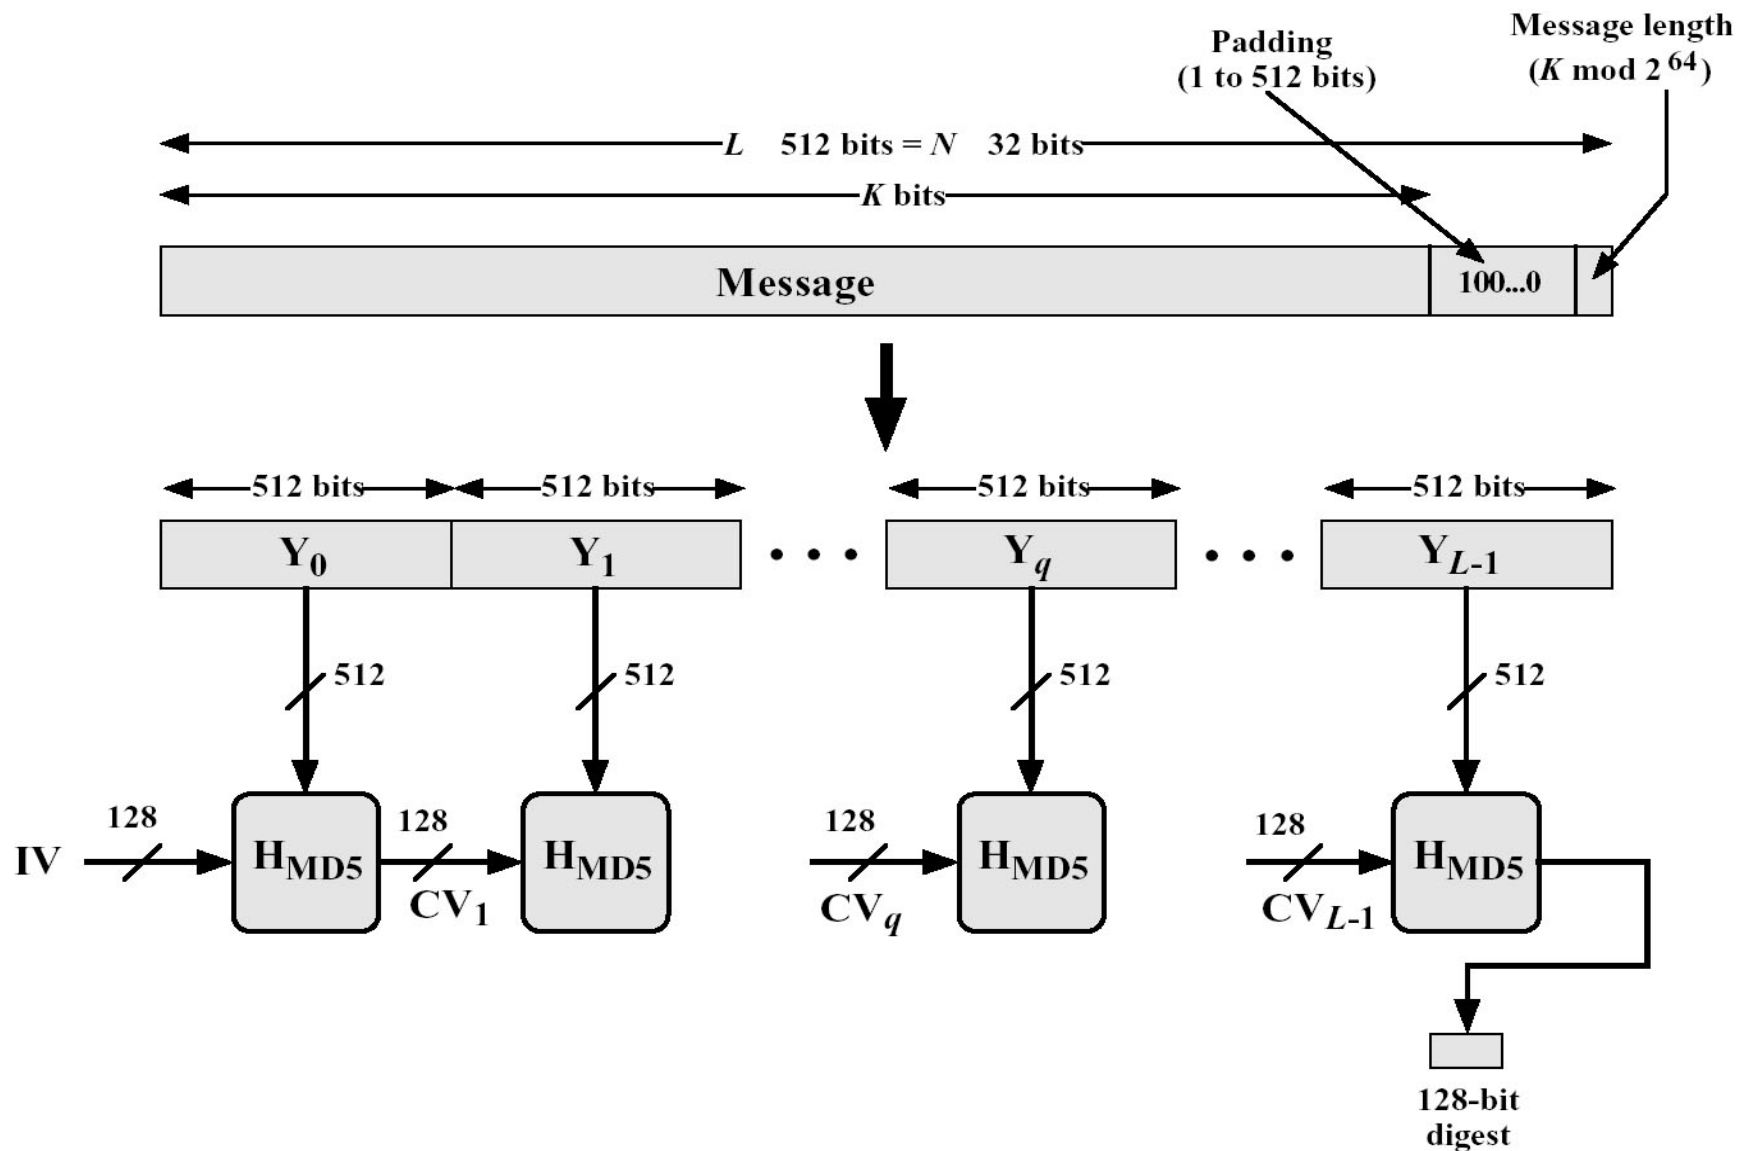 Message length
(K mod 2^64)
Padding
(1 to 512 bits)
L 512 bits = N 32 bits
K bits
Message
100...0
512 bits 512 bits 512 bits 512 bits
Y0 Y1 Yq YL-1
512 512 512 512
128 128 128 128
IV HMD5 HMD5 HMD5 HMD5
CV1 CVq CVL-1
128-bit
digest